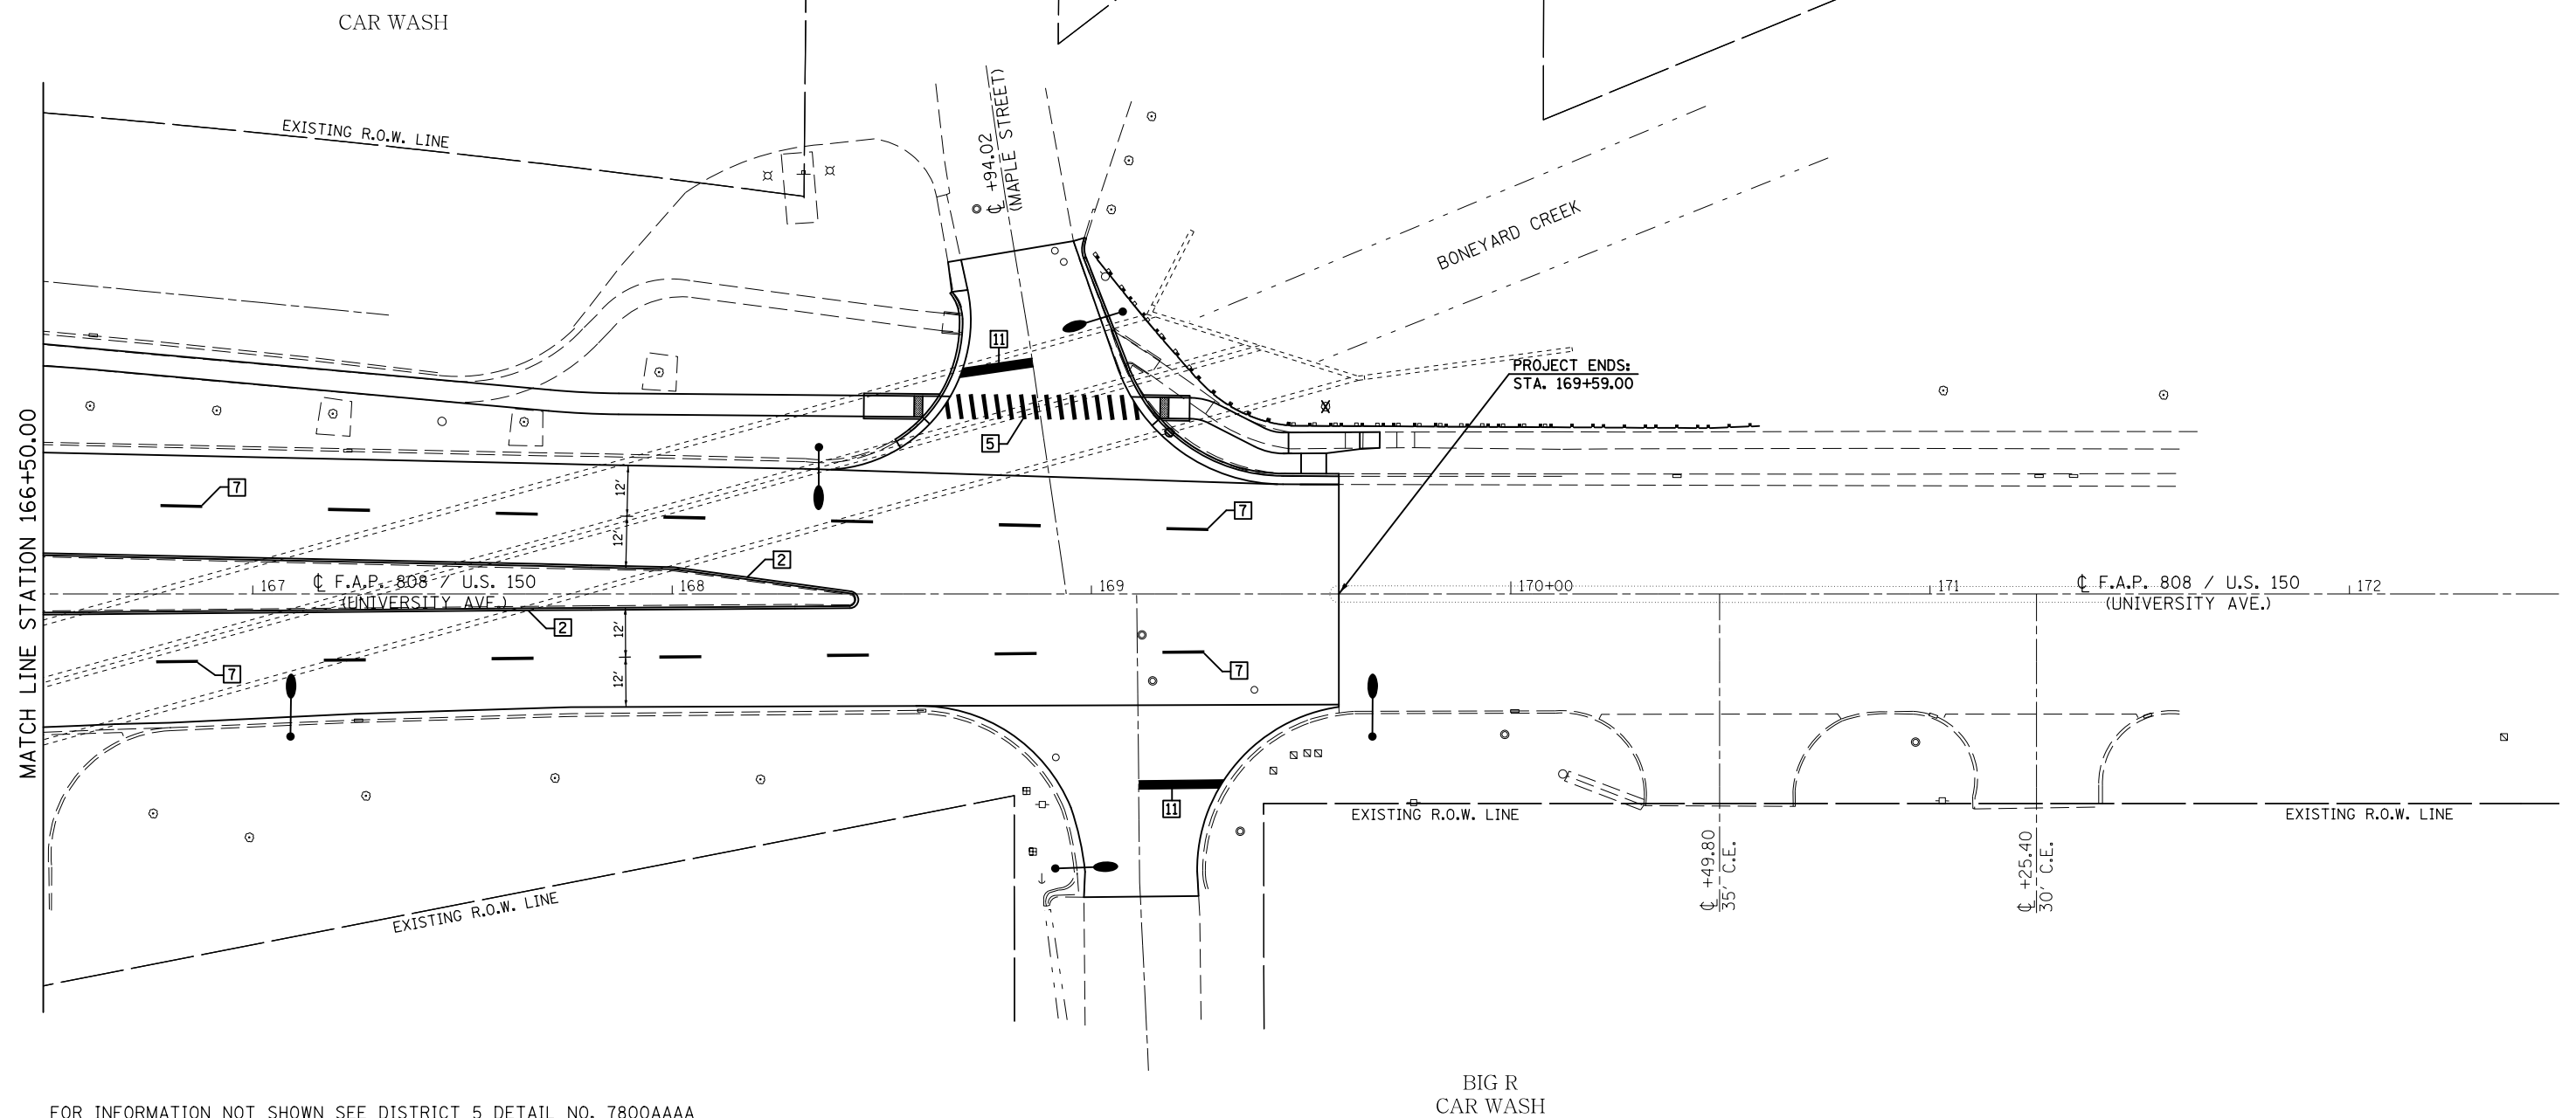 CAR WASH
EXISTING R.O.W. LINE
℄ +94.02
(MAPLE STREET)
BONEYARD CREEK
11
PROJECT ENDS:
STA. 169+59.00
5
MATCH LINE STATION 166+50.00
7
12'
12'
7
2
℄ F.A.P. 808 / U.S. 150
(UNIVERSITY AVE.)
167
168
169
170+00
171
172
℄ F.A.P. 808 / U.S. 150
(UNIVERSITY AVE.)
2
12'
12'
7
7
11
EXISTING R.O.W. LINE
EXISTING R.O.W. LINE
℄ +49.80
35' C.E.
℄ +25.40
30' C.E.
EXISTING R.O.W. LINE
BIG R
CAR WASH
FOR INFORMATION NOT SHOWN SEE DISTRICT 5 DETAIL NO. 7800AAAA